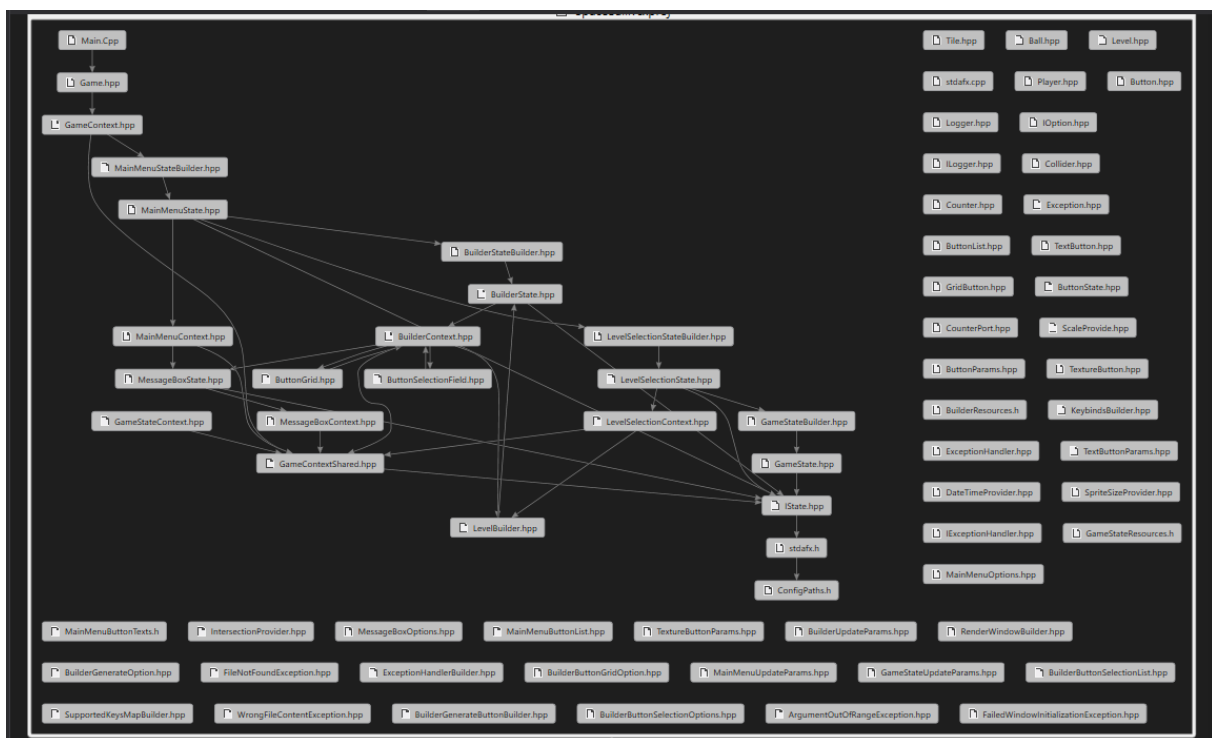 Main.Cpp
Tile.hpp Ball.hpp Level.hpp
Game.hpp
stdafx.cpp Player.hpp Button.hpp
GameContext.hpp
Logger.hpp IOption.hpp
MainMenuStateBuilder.hpp
ILogger.hpp Collider.hpp
MainMenuState.hpp
Counter.hpp Exception.hpp
BuilderStateBuilder.hpp
ButtonList.hpp TextButton.hpp
BuilderState.hpp
GridButton.hpp ButtonState.hpp
MainMenuContext.hpp BuilderContext.hpp LevelSelectionStateBuilder.hpp
CounterPort.hpp ScaleProvide.hpp
MessageBoxState.hpp ButtonGrid.hpp ButtonSelectionField.hpp LevelSelectionState.hpp
ButtonParams.hpp TextureButton.hpp
GameStateContext.hpp MessageBoxContext.hpp LevelSelectionContext.hpp GameStateBuilder.hpp
BuilderResources.h KeybindsBuilder.hpp
GameContextShared.hpp GameState.hpp
ExceptionHandler.hpp TextButtonParams.hpp
DateTimeProvider.hpp SpriteSizeProvider.hpp
IState.hpp
LevelBuilder.hpp
IExceptionHandler.hpp GameStateResources.h
stdafx.h
MainMenuOptions.hpp
ConfigPaths.h
MainMenuButtonTexts.h IntersectionProvider.hpp MessageBoxOptions.hpp MainMenuButtonList.hpp TextureButtonParams.hpp BuilderUpdateParams.hpp RenderWindowBuilder.hpp
BuilderGenerateOption.hpp FileNotFoundException.hpp ExceptionHandlerBuilder.hpp BuilderButtonGridOption.hpp MainMenuUpdateParams.hpp GameStateUpdateParams.hpp BuilderButtonSelectionList.hpp
SupportedKeysMapBuilder.hpp WrongFileContentException.hpp BuilderGenerateButtonBuilder.hpp BuilderButtonSelectionOptions.hpp ArgumentOutOfRangeException.hpp FailedWindowInitializationException.hpp